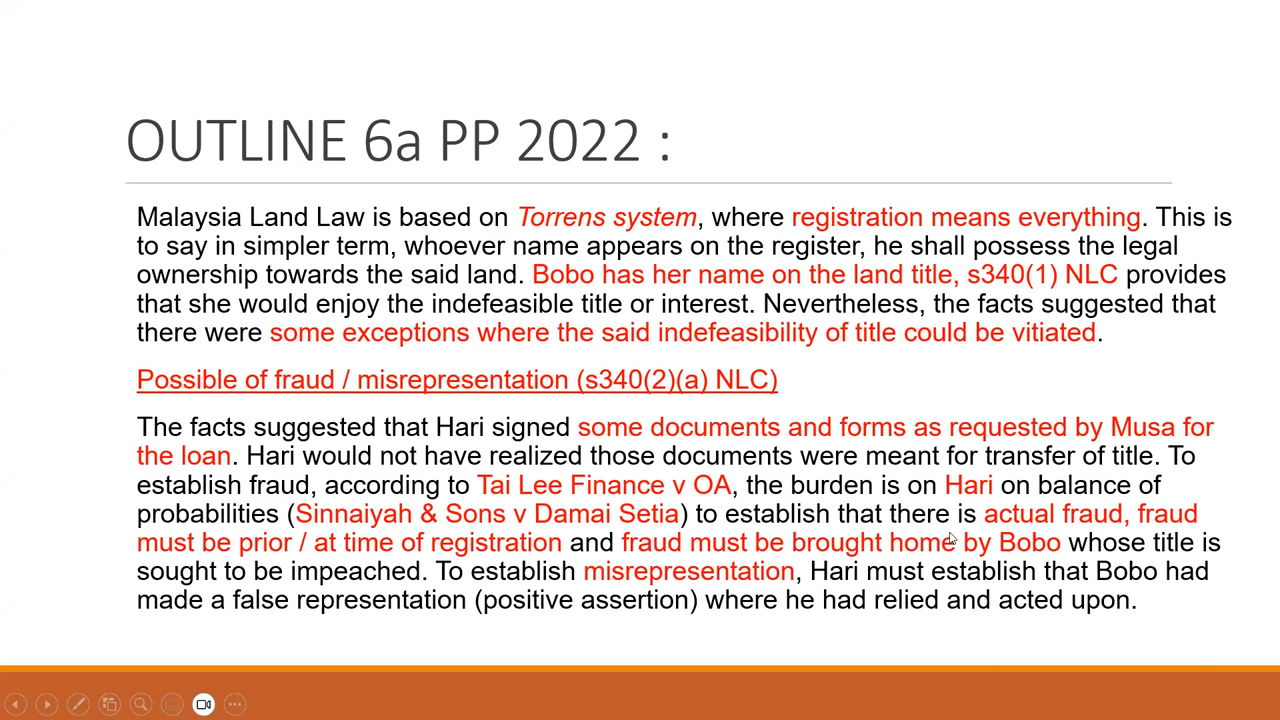 OUTLINE 6a PP 2022 :
Malaysia Land Law is based on Torrens system, where registration means everything. This is
to say in simpler term, whoever name appears on the register, he shall possess the legal
ownership towards the said land. Bobo has her name on the land title, s340(1) NLC provides
that she would enjoy the indefeasible title or interest. Nevertheless, the facts suggested that
there were some exceptions where the said indefeasibility of title could be vitiated.
Possible of fraud / misrepresentation (s340(2)(a) NLC)
The facts suggested that Hari signed some documents and forms as requested by Musa for
the loan. Hari would not have realized those documents were meant for transfer of title. To
establish fraud, according to Tai Lee Finance v OA, the burden is on Hari on balance of
probabilities (Sinnaiyah & Sons v Damai Setia) to establish that there is actual fraud, fraud
must be prior / at time of registration and fraud must be brought home by Bobo whose title is
sought to be impeached. To establish misrepresentation, Hari must establish that Bobo had
made a false representation (positive assertion) where he had relied and acted upon.